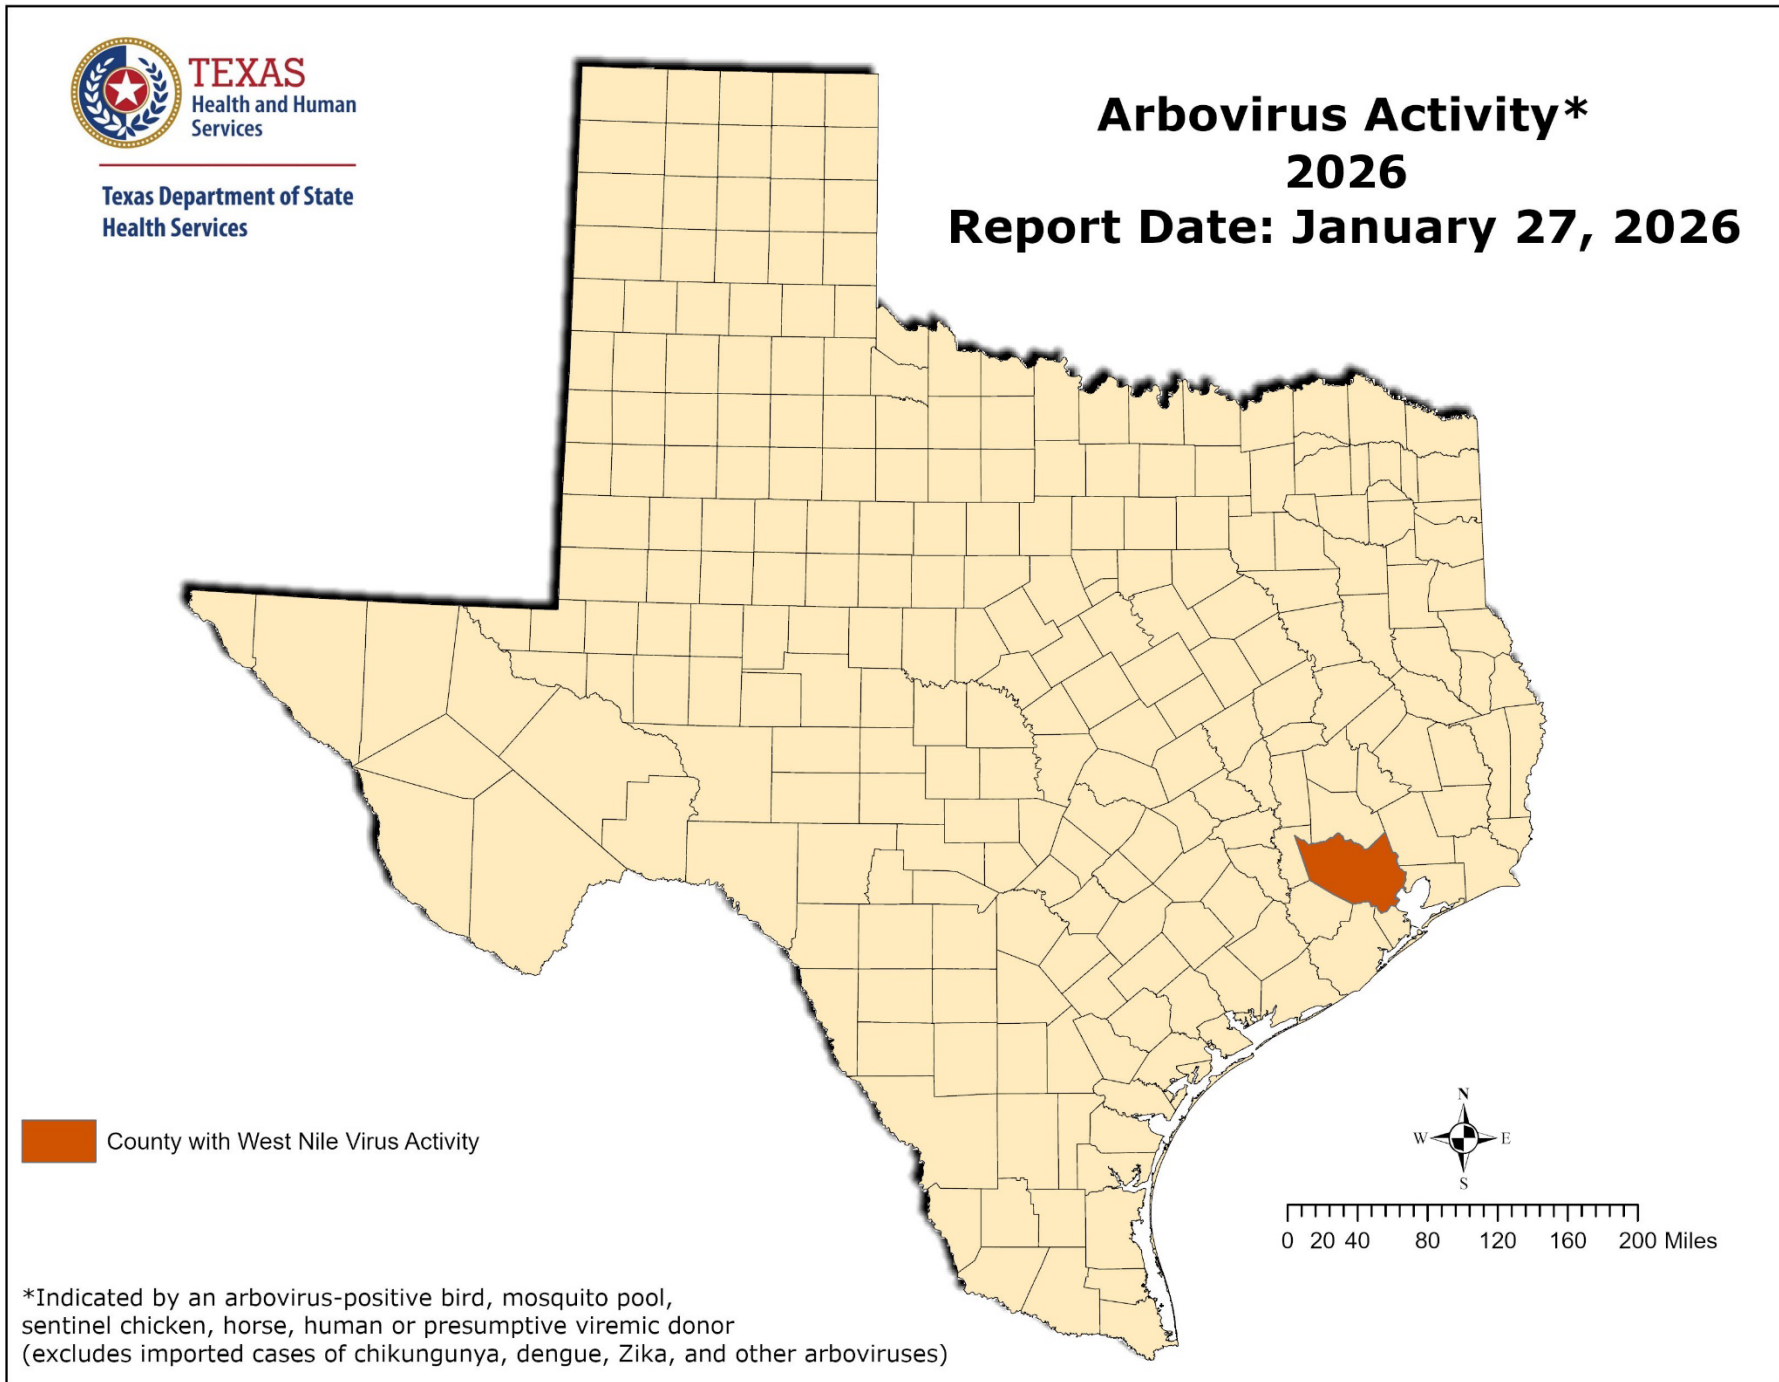 TEXAS
Health and Human
Services
Texas Department of State
Health Services
Arbovirus Activity*
2026
Report Date: January 27, 2026
County with West Nile Virus Activity
N
W
E
S
0 20 40 80 120 160 200 Miles
*Indicated by an arbovirus-positive bird, mosquito pool,
sentinel chicken, horse, human or presumptive viremic donor
(excludes imported cases of chikungunya, dengue, Zika, and other arboviruses)